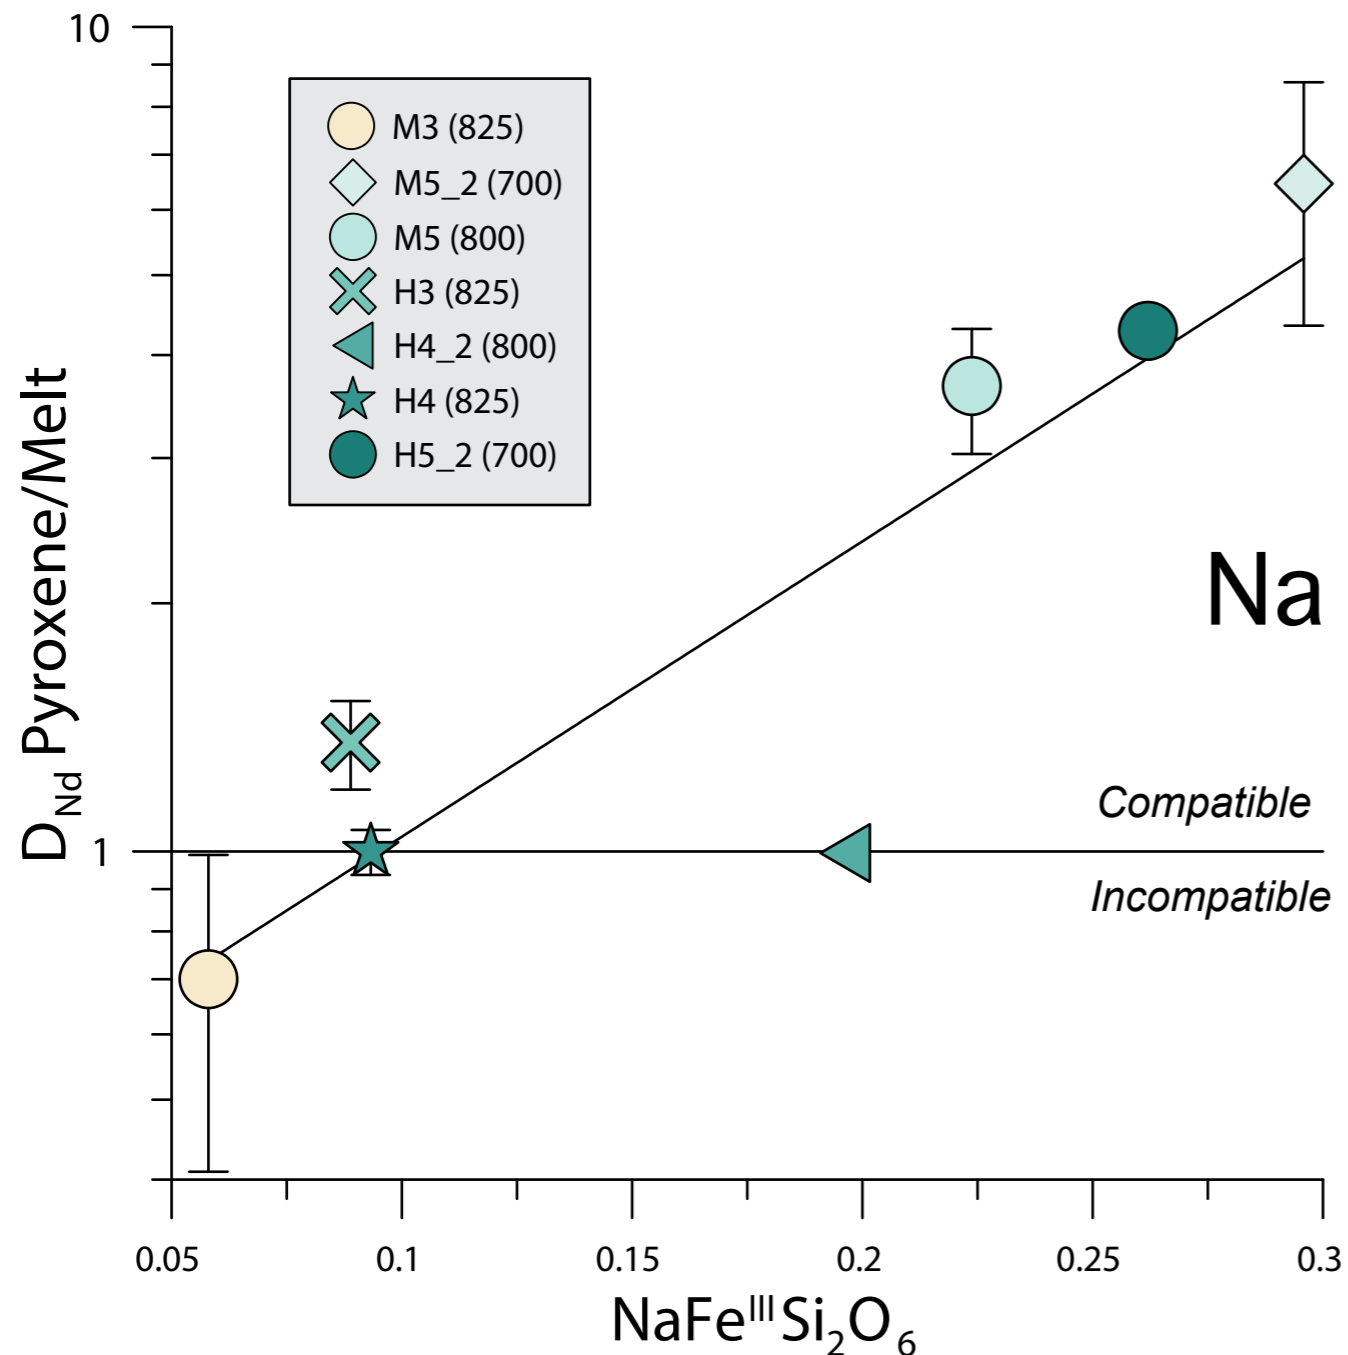 10
M3 (825)
M5_2 (700)
M5 (800)
H3 (825)
H4_2 (800)
H4 (825)
H5_2 (700)
D_Nd Pyroxene/Melt
Na
Compatible
1
Incompatible
0.05 0.1 0.15 0.2 0.25 0.3
NaFe^III Si₂O₆